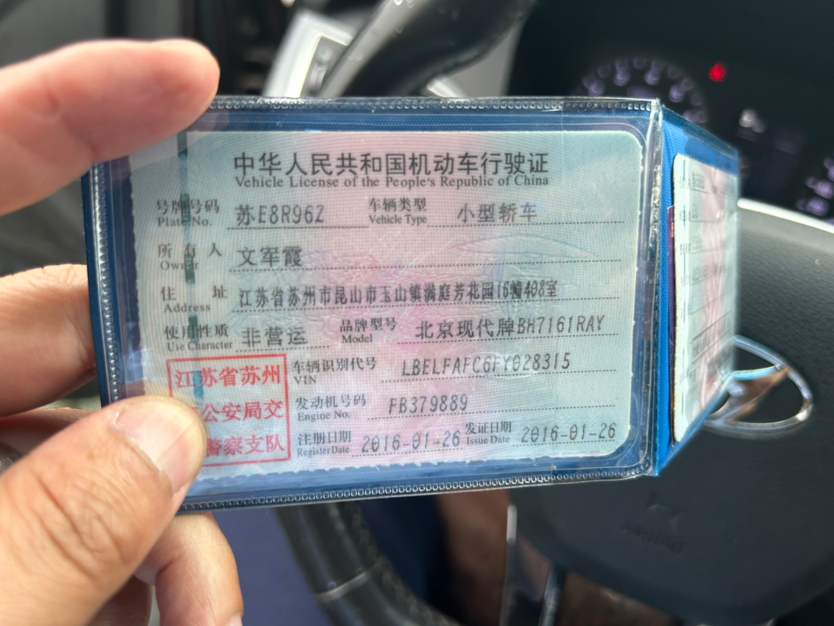 中华人民共和国机动车行驶证
Vehicle License of the People's Republic of China
号牌号码 苏E8R96Z 车辆类型 小型轿车
Plate No. Vehicle Type
所有人 文军霞
Owner
住址 江苏省苏州市昆山市玉山镇满庭芳花园16幢408室
Address
使用性质 非营运 品牌型号 北京现代牌BH7161RAY
Use Character Model
江苏省苏州 车辆识别代号 LBELFAFC6FY028315
VIN
公安局交 发动机号码 FB379889
Engine No.
警察支队 注册日期 2016-01-26 发证日期 2016-01-26
Register Date Issue Date